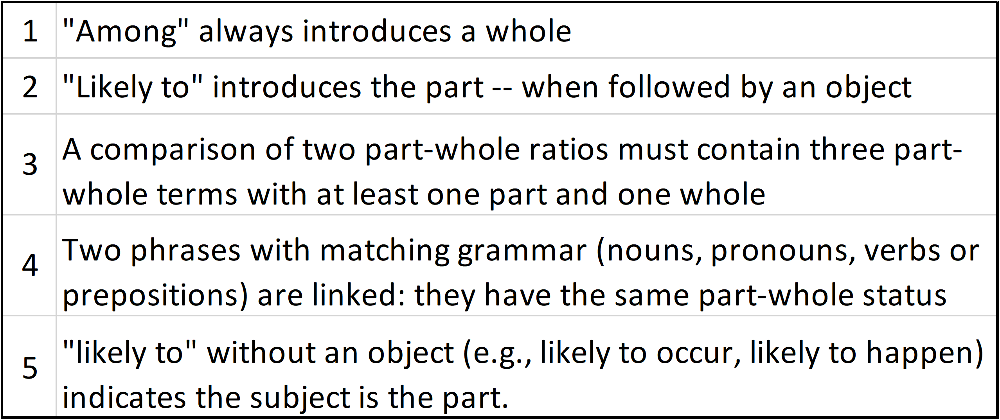 1 "Among" always introduces a whole
2 "Likely to" introduces the part -- when followed by an object
3 A comparison of two part-whole ratios must contain three part-
whole terms with at least one part and one whole
4 Two phrases with matching grammar (nouns, pronouns, verbs or
prepositions) are linked: they have the same part-whole status
5 "likely to" without an object (e.g., likely to occur, likely to happen)
indicates the subject is the part.